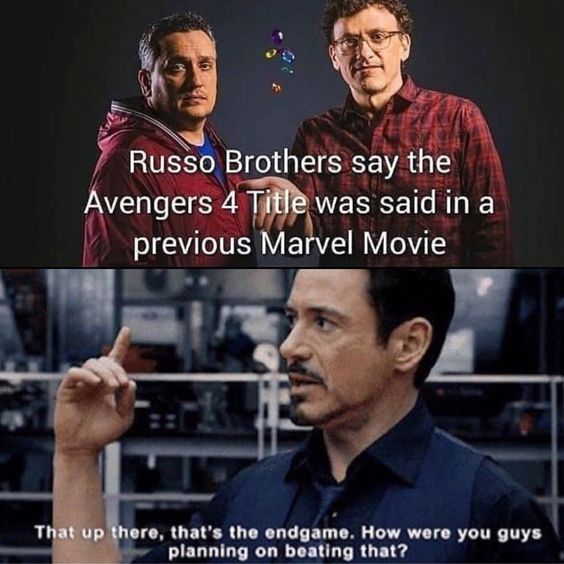 Russo Brothers say the
Avengers 4 Title was said in a
previous Marvel Movie
That up there, that's the endgame. How were you guys
planning on beating that?